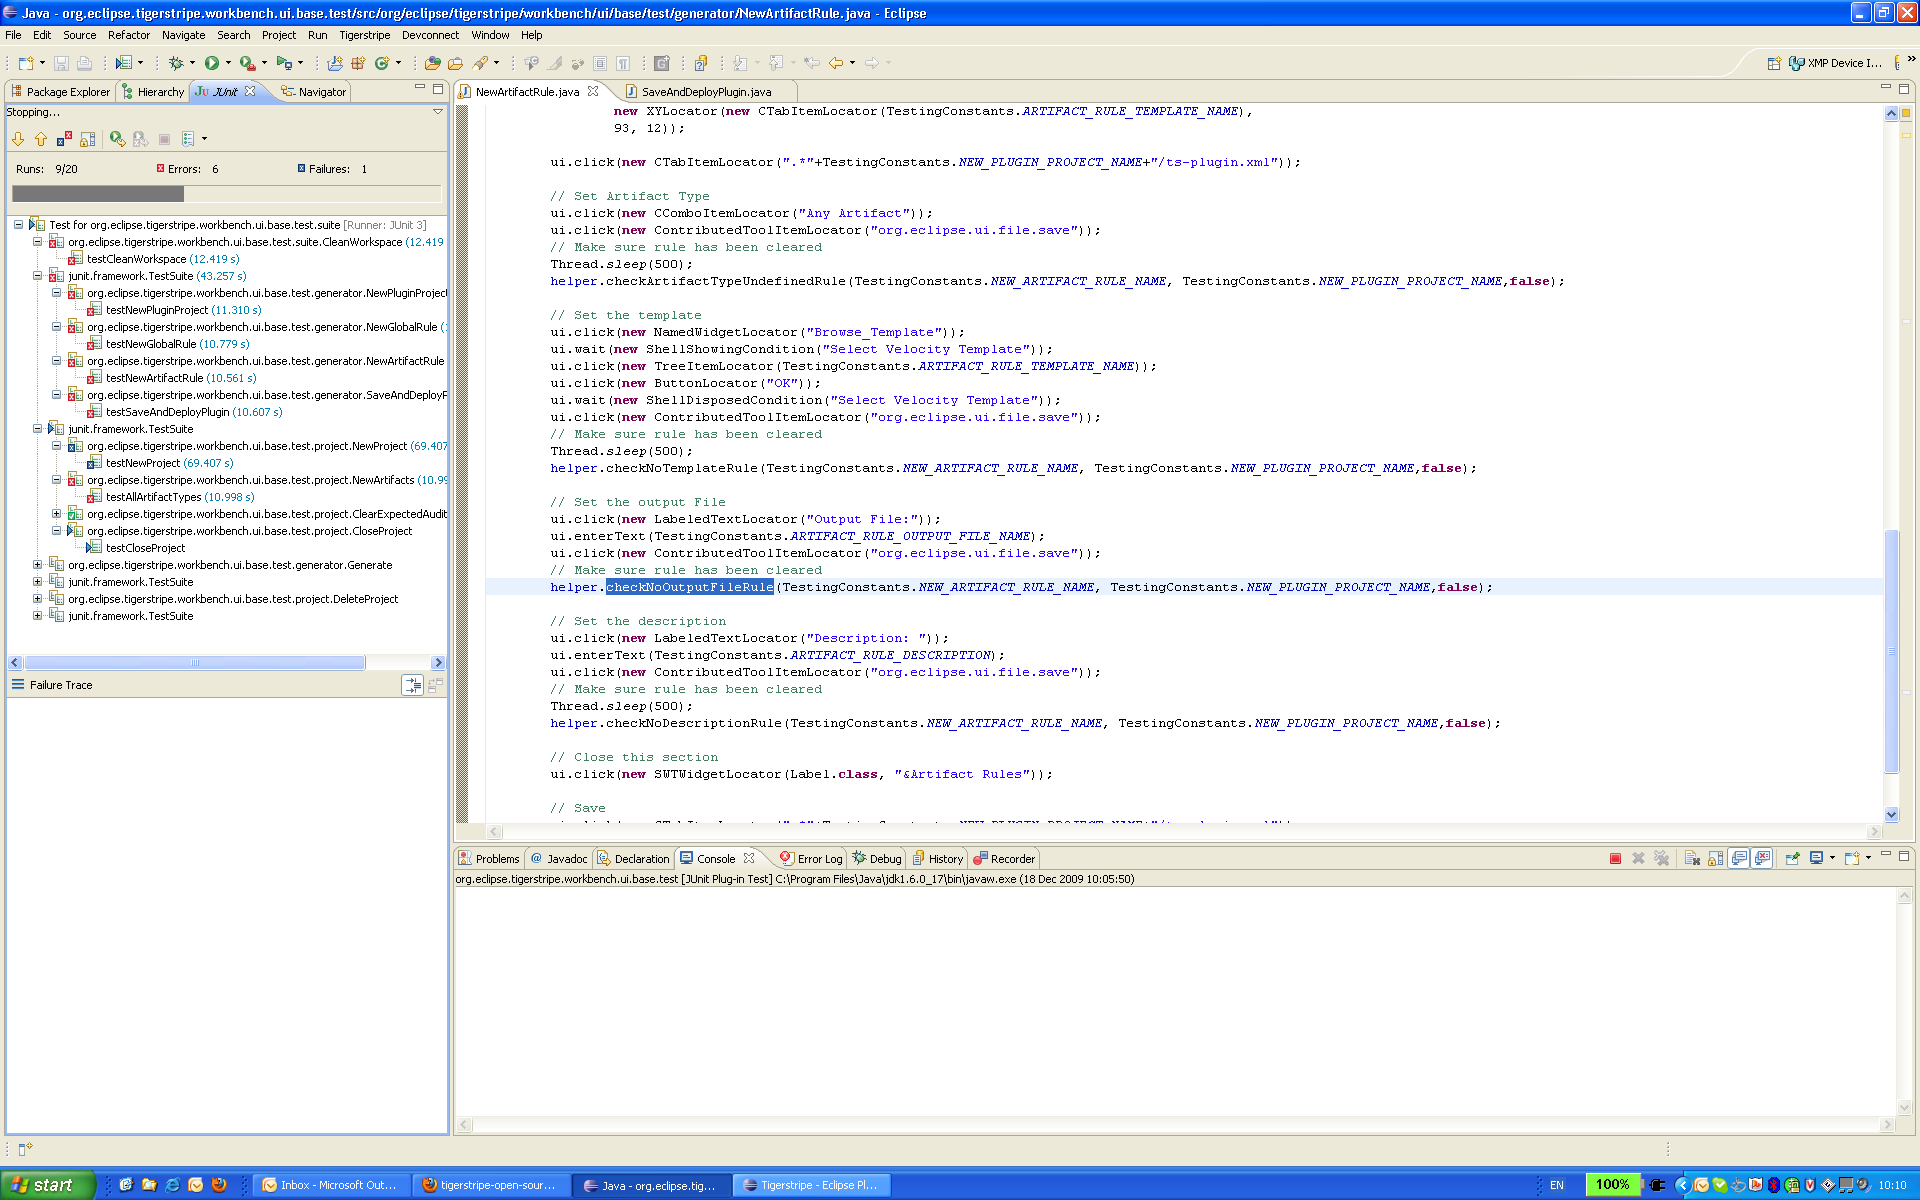 Java - org.eclipse.tigerstripe.workbench.ui.base.test/src/org/eclipse/tigerstripe/workbench/ui/base/test/generator/NewArtifactRule.java - Eclipse
File Edit Source Refactor Navigate Search Project Run Tigerstripe Devconnect Window Help
XMP Device I...
Package Explorer Hierarchy JUnit Navigator
Stopping...
Runs: 9/20 Errors: 6 Failures: 1
Test for org.eclipse.tigerstripe.workbench.ui.base.test.suite [Runner: JUnit 3]
org.eclipse.tigerstripe.workbench.ui.base.test.suite.CleanWorkspace (12.419
testCleanWorkspace (12.419 s)
junit.framework.TestSuite (43.257 s)
org.eclipse.tigerstripe.workbench.ui.base.test.generator.NewPluginProject
testNewPluginProject (11.310 s)
org.eclipse.tigerstripe.workbench.ui.base.test.generator.NewGlobalRule (
testNewGlobalRule (10.779 s)
org.eclipse.tigerstripe.workbench.ui.base.test.generator.NewArtifactRule
testNewArtifactRule (10.561 s)
org.eclipse.tigerstripe.workbench.ui.base.test.generator.SaveAndDeployP
testSaveAndDeployPlugin (10.607 s)
junit.framework.TestSuite
org.eclipse.tigerstripe.workbench.ui.base.test.project.NewProject (69.407
testNewProject (69.407 s)
org.eclipse.tigerstripe.workbench.ui.base.test.project.NewArtifacts (10.99
testAllArtifactTypes (10.998 s)
org.eclipse.tigerstripe.workbench.ui.base.test.project.ClearExpectedAudit
org.eclipse.tigerstripe.workbench.ui.base.test.project.CloseProject
testCloseProject
org.eclipse.tigerstripe.workbench.ui.base.test.generator.Generate
junit.framework.TestSuite
org.eclipse.tigerstripe.workbench.ui.base.test.project.DeleteProject
junit.framework.TestSuite
Failure Trace
NewArtifactRule.java SaveAndDeployPlugin.java
new XYLocator(new CTabItemLocator(TestingConstants.ARTIFACT_RULE_TEMPLATE_NAME),
93, 12));
ui.click(new CTabItemLocator(".*"+TestingConstants.NEW_PLUGIN_PROJECT_NAME+"/ts-plugin.xml"));
// Set Artifact Type
ui.click(new CComboItemLocator("Any Artifact"));
ui.click(new ContributedToolItemLocator("org.eclipse.ui.file.save"));
// Make sure rule has been cleared
Thread.sleep(500);
helper.checkArtifactTypeUndefinedRule(TestingConstants.NEW_ARTIFACT_RULE_NAME, TestingConstants.NEW_PLUGIN_PROJECT_NAME,false);
// Set the template
ui.click(new NamedWidgetLocator("Browse_Template"));
ui.wait(new ShellShowingCondition("Select Velocity Template"));
ui.click(new TreeItemLocator(TestingConstants.ARTIFACT_RULE_TEMPLATE_NAME));
ui.click(new ButtonLocator("OK"));
ui.wait(new ShellDisposedCondition("Select Velocity Template"));
ui.click(new ContributedToolItemLocator("org.eclipse.ui.file.save"));
// Make sure rule has been cleared
Thread.sleep(500);
helper.checkNoTemplateRule(TestingConstants.NEW_ARTIFACT_RULE_NAME, TestingConstants.NEW_PLUGIN_PROJECT_NAME,false);
// Set the output File
ui.click(new LabeledTextLocator("Output File:"));
ui.enterText(TestingConstants.ARTIFACT_RULE_OUTPUT_FILE_NAME);
ui.click(new ContributedToolItemLocator("org.eclipse.ui.file.save"));
// Make sure rule has been cleared
helper.checkNoOutputFileRule(TestingConstants.NEW_ARTIFACT_RULE_NAME, TestingConstants.NEW_PLUGIN_PROJECT_NAME,false);
// Set the description
ui.click(new LabeledTextLocator("Description: "));
ui.enterText(TestingConstants.ARTIFACT_RULE_DESCRIPTION);
ui.click(new ContributedToolItemLocator("org.eclipse.ui.file.save"));
// Make sure rule has been cleared
Thread.sleep(500);
helper.checkNoDescriptionRule(TestingConstants.NEW_ARTIFACT_RULE_NAME, TestingConstants.NEW_PLUGIN_PROJECT_NAME,false);
// Close this section
ui.click(new SWTWidgetLocator(Label.class, "&Artifact Rules"));
// Save
Problems Javadoc Declaration Console Error Log Debug History Recorder
org.eclipse.tigerstripe.workbench.ui.base.test [JUnit Plug-in Test] C:\Program Files\Java\jdk1.6.0_17\bin\javaw.exe (18 Dec 2009 10:05:50)
start Inbox - Microsoft Out... tigerstripe-open-sour... Java - org.eclipse.tig... Tigerstripe - Eclipse Pl... EN 100% 10:10